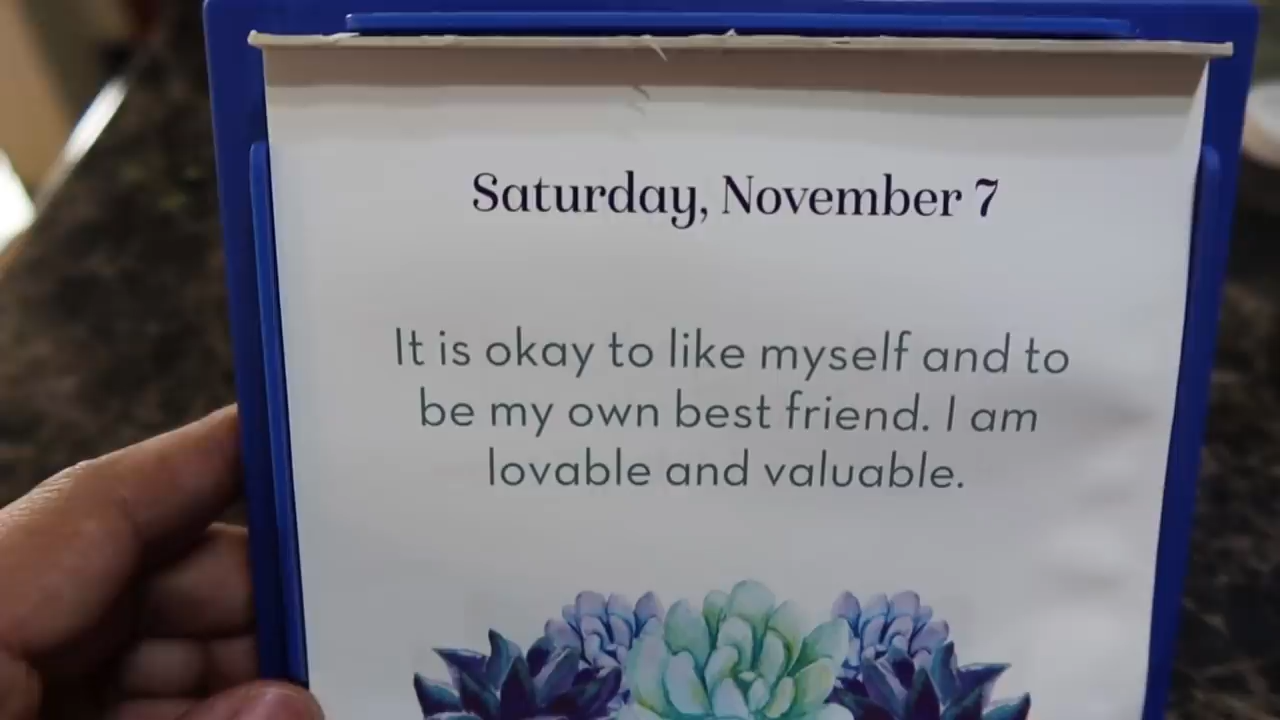 Saturday, November 7
It is okay to like myself and to
be my own best friend. I am
lovable and valuable.